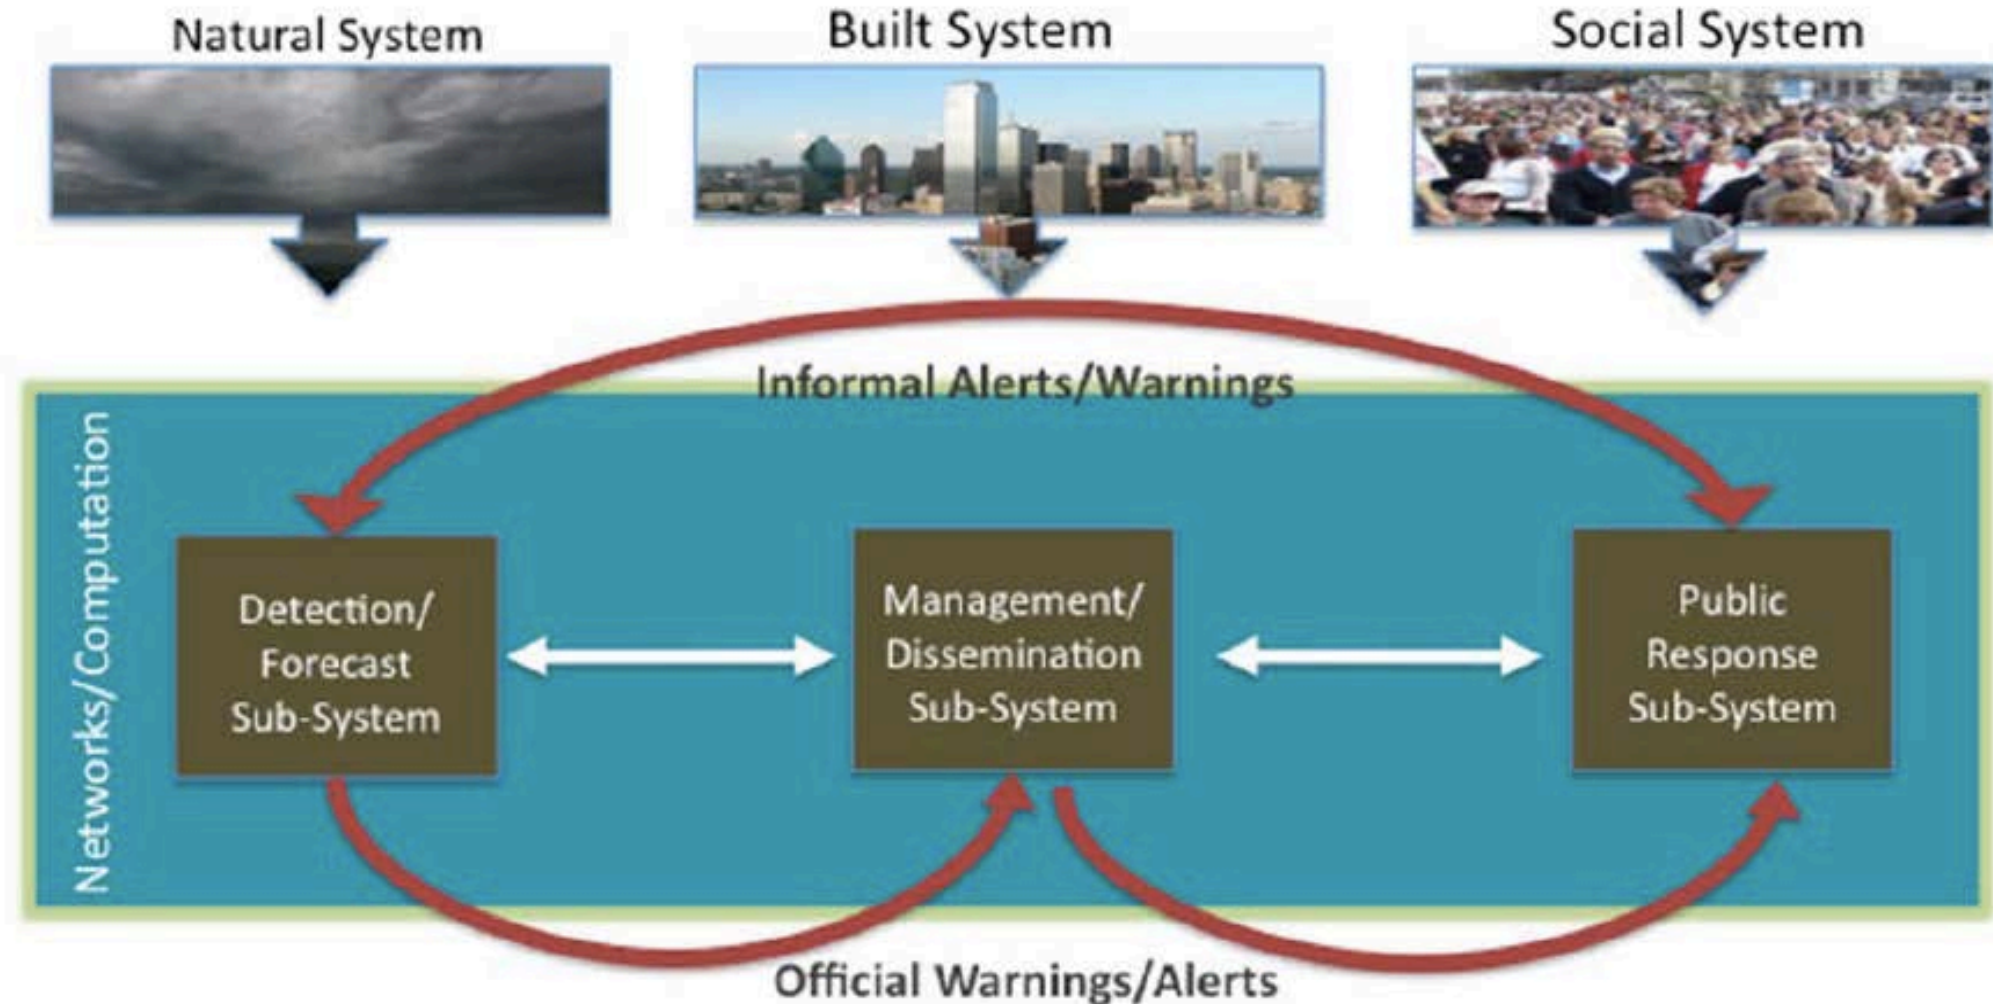 Natural System
Built System
Social System
Informal Alerts/Warnings
Networks/Computation
Detection/
Forecast
Sub-System
Management/
Dissemination
Sub-System
Public
Response
Sub-System
Official Warnings/Alerts